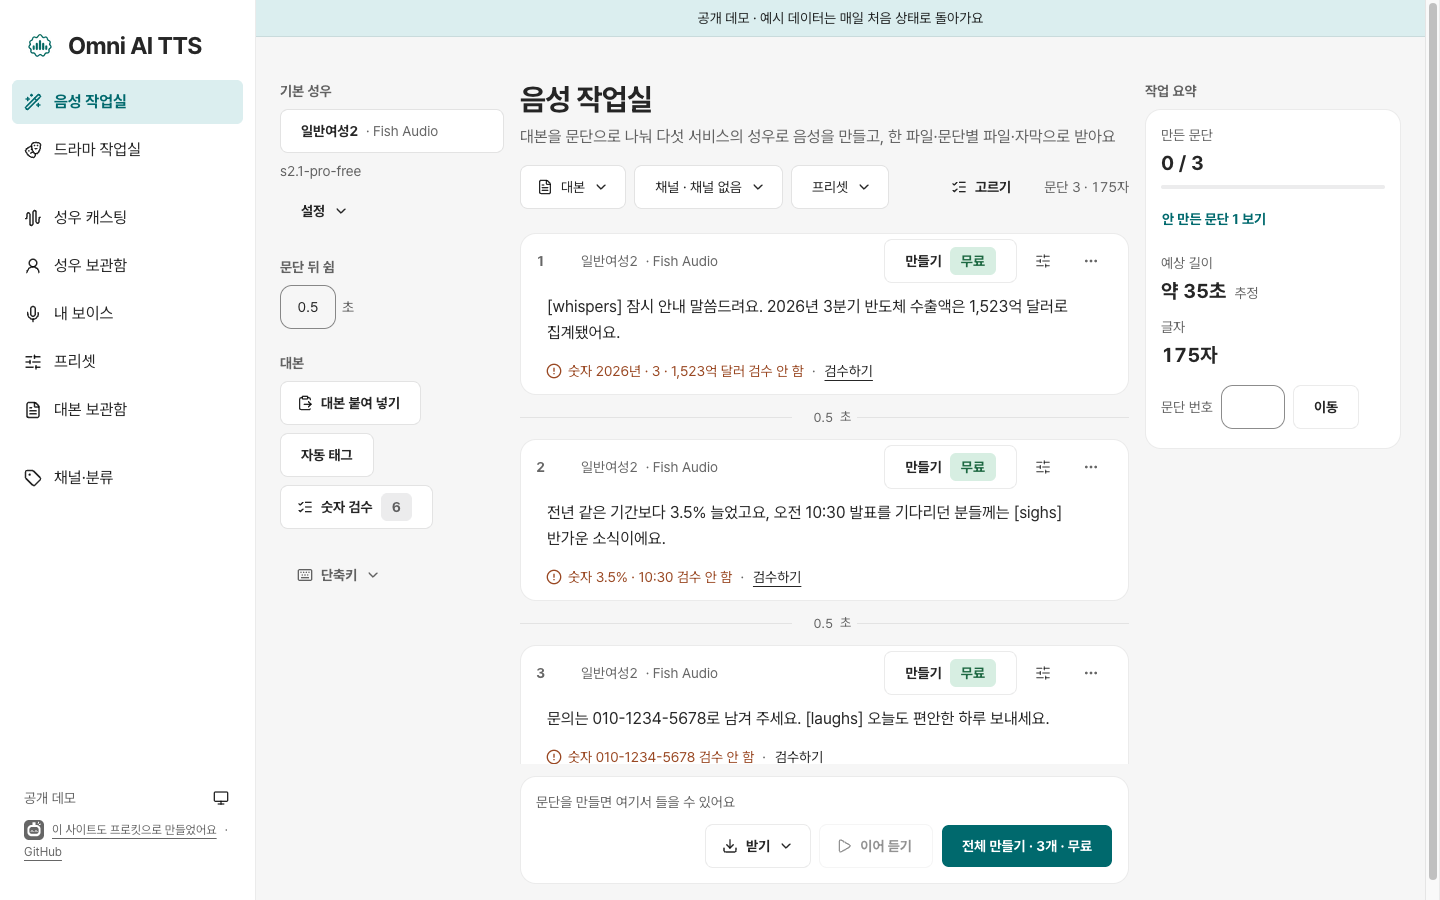 공개 데모 · 예시 데이터는 매일 처음 상태로 돌아가요
Omni AI TTS
음성 작업실
드라마 작업실
성우 캐스팅
성우 보관함
내 보이스
프리셋
대본 보관함
채널·분류
공개 데모
이 사이트도 프로킷으로 만들었어요 ·
GitHub
기본 성우
일반여성2 · Fish Audio
s2.1-pro-free
설정
문단 뒤 쉼
0.5 초
대본
대본 붙여 넣기
자동 태그
숫자 검수 6
단축키
음성 작업실
대본을 문단으로 나눠 다섯 서비스의 성우로 음성을 만들고, 한 파일·문단별 파일·자막으로 받아요
대본 채널 · 채널 없음 프리셋 고르기 문단 3 · 175자
1 일반여성2 · Fish Audio 만들기 무료
[whispers] 잠시 안내 말씀드려요. 2026년 3분기 반도체 수출액은 1,523억 달러로
집계됐어요.
숫자 2026년 · 3 · 1,523억 달러 검수 안 함 · 검수하기
0.5 초
2 일반여성2 · Fish Audio 만들기 무료
전년 같은 기간보다 3.5% 늘었고요, 오전 10:30 발표를 기다리던 분들께는 [sighs]
반가운 소식이에요.
숫자 3.5% · 10:30 검수 안 함 · 검수하기
0.5 초
3 일반여성2 · Fish Audio 만들기 무료
문의는 010-1234-5678로 남겨 주세요. [laughs] 오늘도 편안한 하루 보내세요.
숫자 010-1234-5678 검수 안 함 · 검수하기
문단을 만들면 여기서 들을 수 있어요
받기 이어 듣기 전체 만들기 · 3개 · 무료
작업 요약
만든 문단
0 / 3
안 만든 문단 1 보기
예상 길이
약 35초 추정
글자
175자
문단 번호 이동